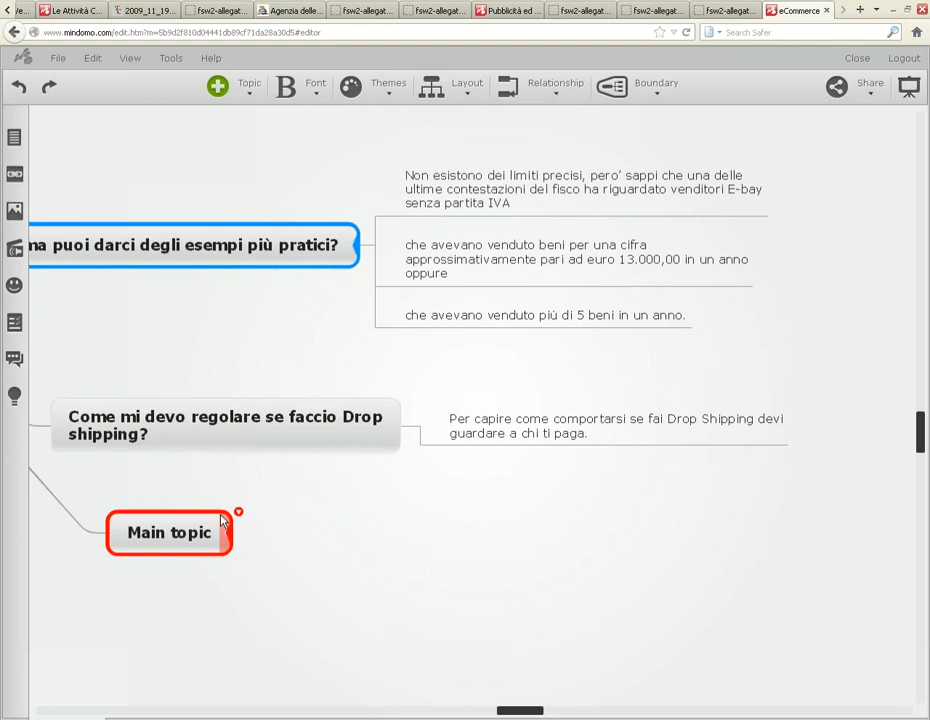 /e...
Le Attività C...
2009_11_19...
fsw2-allegat...
Agenzia delle...
fsw2-allegat...
fsw2-allegat...
Pubblicità ed ...
fsw2-allegat...
fsw2-allegat...
fsw2-allegat...
eCommerce
www.mindomo.com/edit.htm?m=5b9d2f810d04441db89cf71da28a30d5#editor
Search Safer
File Edit View Tools Help Close Logout
Topic Font Themes Layout Relationship Boundary Share
Non esistono dei limiti precisi, pero' sappi che una delle
ultime contestazioni del fisco ha riguardato venditori E-bay
senza partita IVA
ma puoi darci degli esempi più pratici?
che avevano venduto beni per una cifra
approssimativamente pari ad euro 13.000,00 in un anno
oppure
che avevano venduto più di 5 beni in un anno.
Come mi devo regolare se faccio Drop
shipping?
Per capire come comportarsi se fai Drop Shipping devi
guardare a chi ti paga.
Main topic